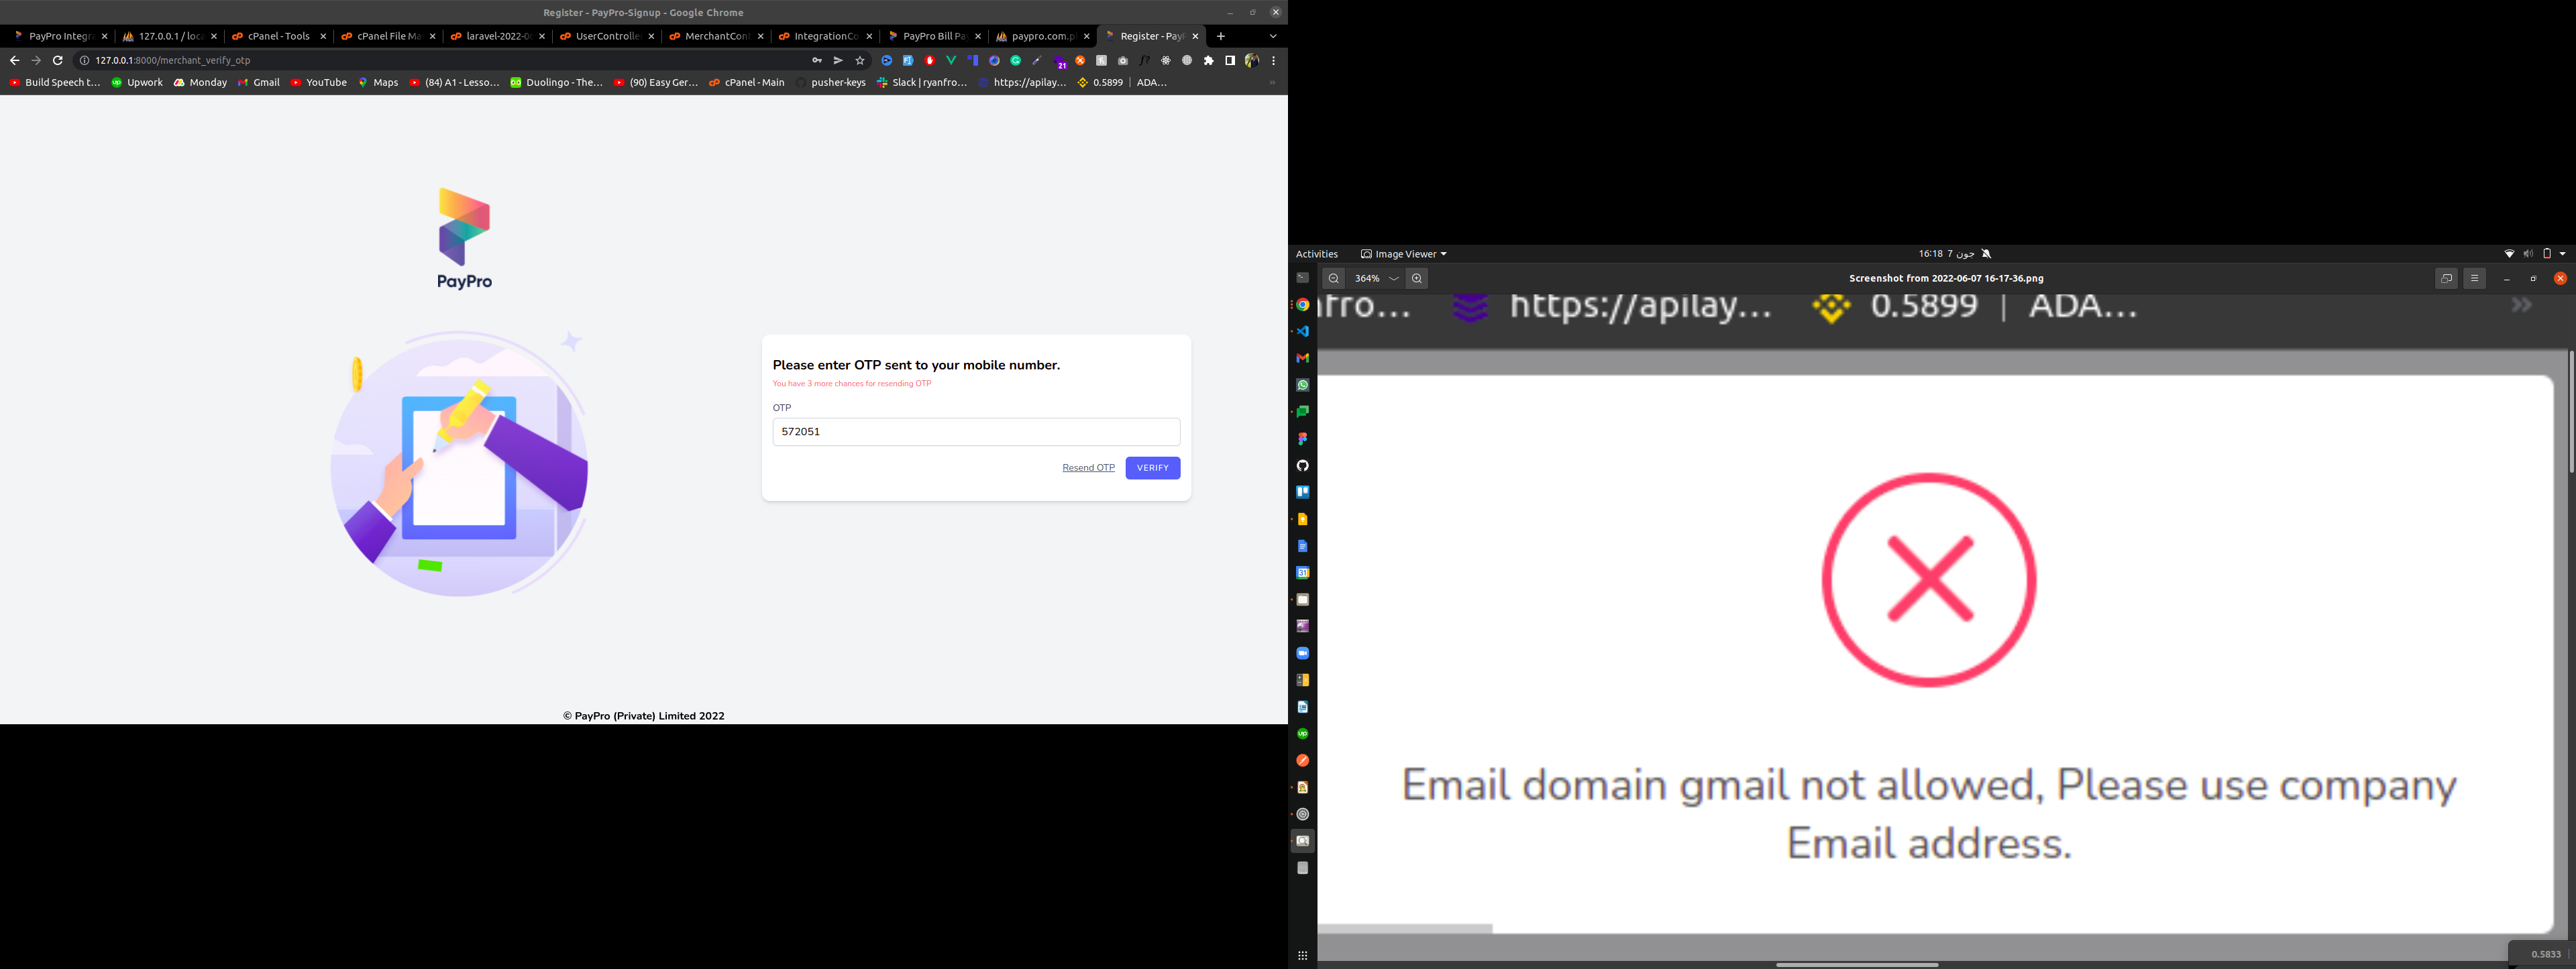 Register - PayPro-Signup - Google Chrome
PayPro Integra
127.0.0.1 / loca
cPanel - Tools
cPanel File Ma
laravel-2022-0
UserControlle
MerchantCon
IntegrationCo
PayPro Bill Pay
paypro.com.p
Register - PayP
127.0.0.1:8000/merchant_verify_otp
21
Build Speech t...
Upwork
Monday
Gmail
YouTube
Maps
(84) A1 - Lesso...
Duolingo - The...
(90) Easy Ger...
cPanel - Main
pusher-keys
Slack | ryanfro...
https://apilay...
0.5899 | ADA...
PayPro
Please enter OTP sent to your mobile number.
You have 3 more chances for resending OTP
OTP
572051
Resend OTP
VERIFY
© PayPro (Private) Limited 2022
Activities
Image Viewer
16:18 7 جون
364%
Screenshot from 2022-06-07 16-17-36.png
nfro...
https://apilay...
0.5899 | ADA...
Email domain gmail not allowed, Please use company
Email address.
0.5833